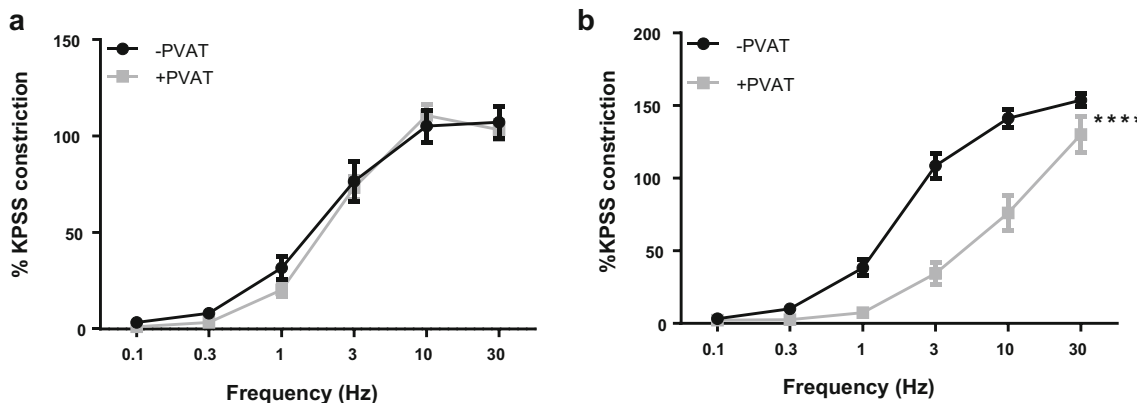 a
150
100
50
0
-PVAT
+PVAT
% KPSS constriction
0.1 0.3 1 3 10 30
Frequency (Hz)
b
200
150
100
50
0
-PVAT
+PVAT
****
%KPSS constriction
0.1 0.3 1 3 10 30
Frequency (Hz)